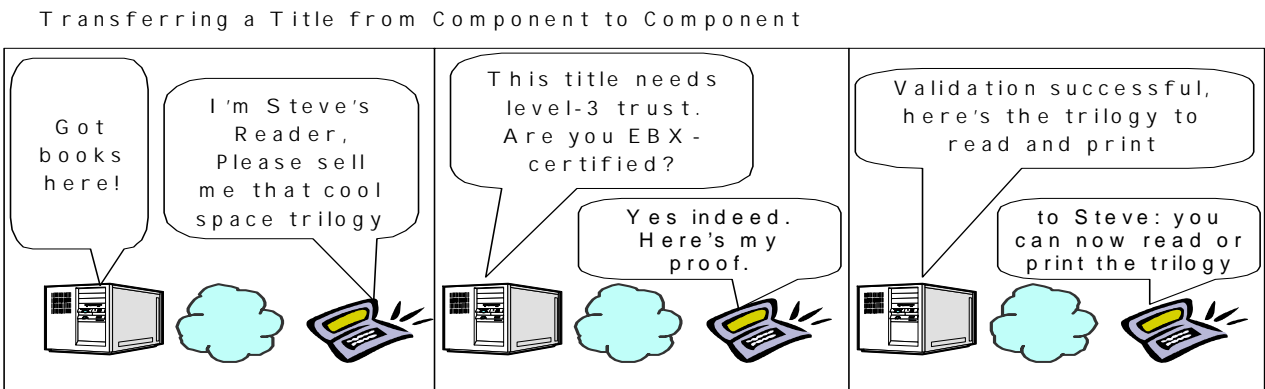 Transferring a Title from Component to Component
Got
books
here!
I'm Steve's
Reader,
Please sell
me that cool
space trilogy
This title needs
level-3 trust.
Are you EBX-
certified?
Yes indeed.
Here's my
proof.
Validation successful,
here's the trilogy to
read and print
to Steve: you
can now read or
print the trilogy